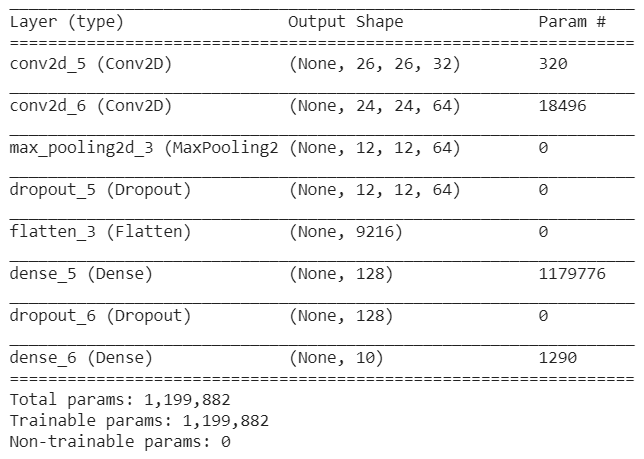 Layer (type) Output Shape Param #
conv2d_5 (Conv2D) (None, 26, 26, 32) 320
conv2d_6 (Conv2D) (None, 24, 24, 64) 18496
max_pooling2d_3 (MaxPooling2 (None, 12, 12, 64) 0
dropout_5 (Dropout) (None, 12, 12, 64) 0
flatten_3 (Flatten) (None, 9216) 0
dense_5 (Dense) (None, 128) 1179776
dropout_6 (Dropout) (None, 128) 0
dense_6 (Dense) (None, 10) 1290
Total params: 1,199,882
Trainable params: 1,199,882
Non-trainable params: 0